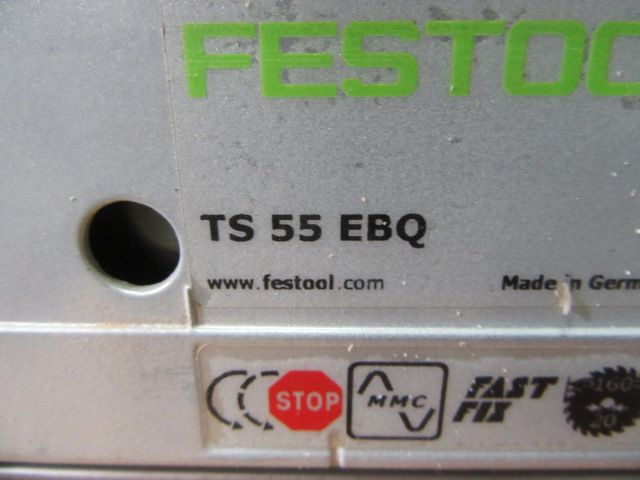 FESTOO
TS 55 EBQ
www.festool.com
Made in Germ
STOP MMC FAST FIX 160
20